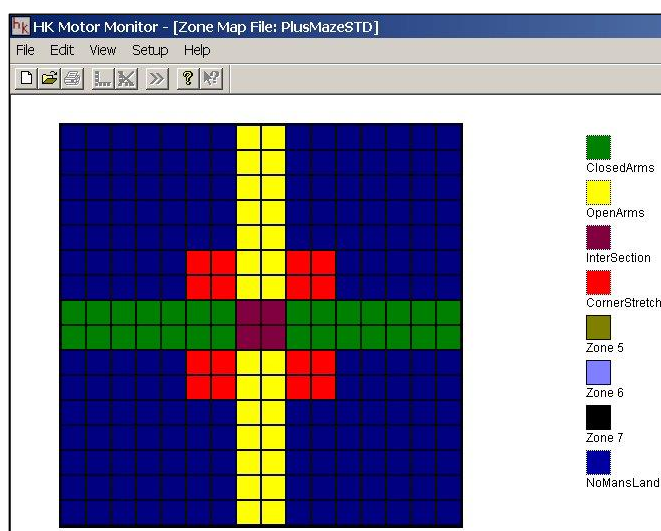 hk HK Motor Monitor - [Zone Map File: PlusMazeSTD]
File Edit View Setup Help
ClosedArms
OpenArms
InterSection
CornerStretch
Zone 5
Zone 6
Zone 7
NoMansLand